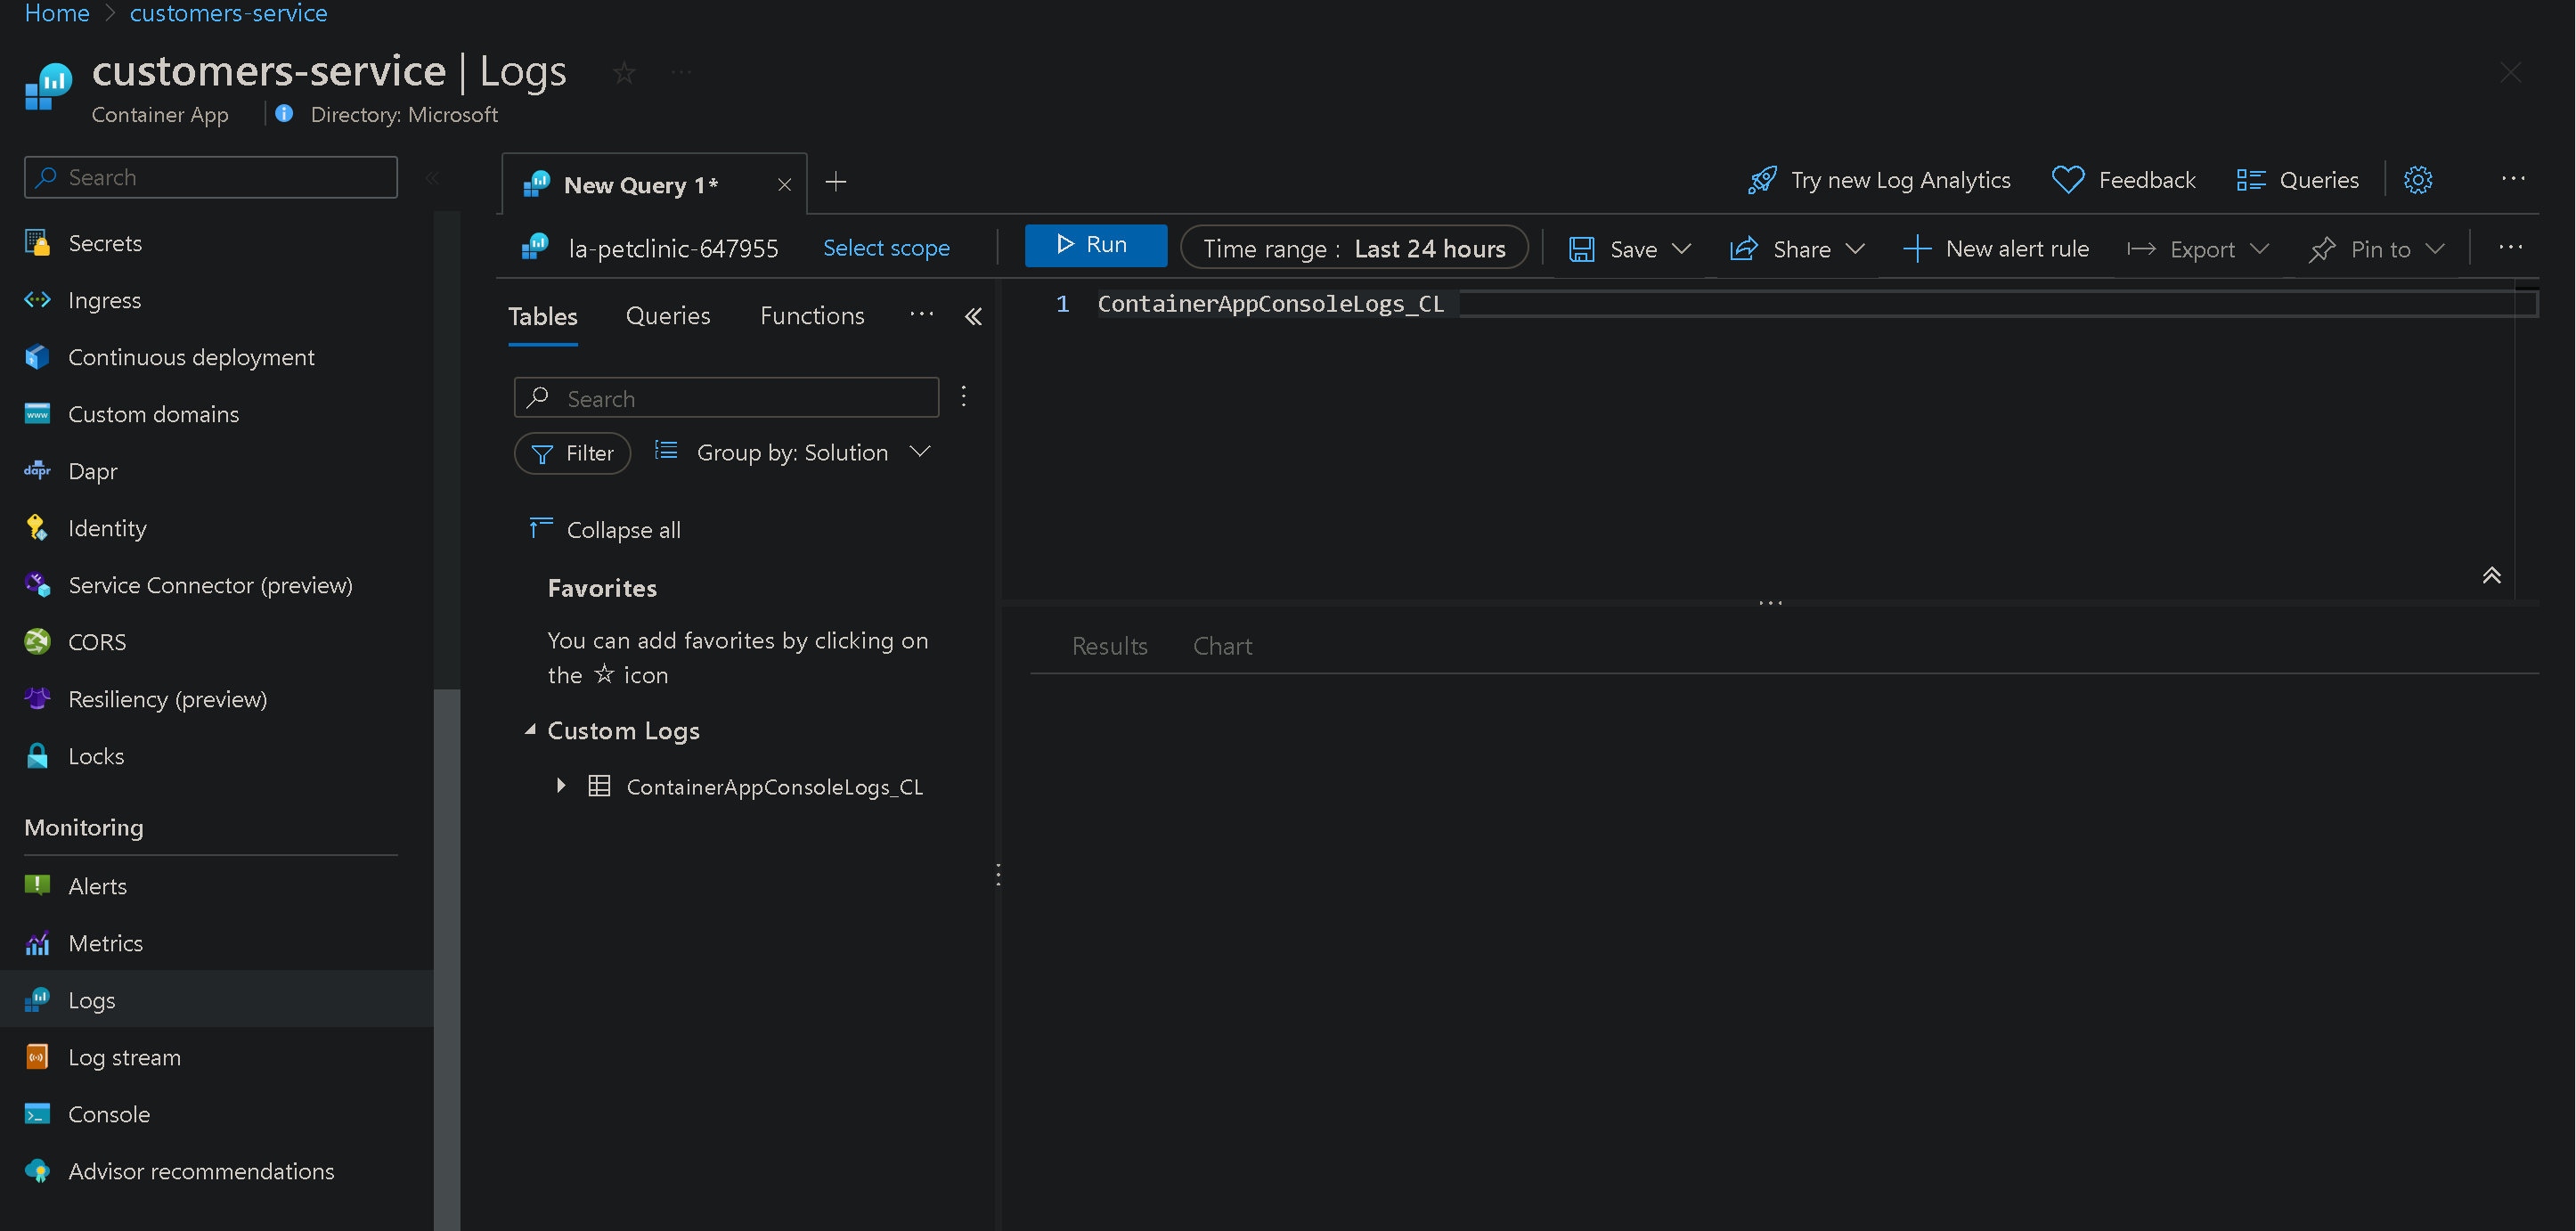 Home > customers-service
customers-service | Logs
Container App
Directory: Microsoft
Search
Secrets
Ingress
Continuous deployment
Custom domains
dapr
Dapr
Identity
Service Connector (preview)
CORS
Resiliency (preview)
Locks
Monitoring
Alerts
Metrics
Logs
Log stream
Console
Advisor recommendations
New Query 1*
Try new Log Analytics
Feedback
Queries
la-petclinic-647955
Select scope
Run
Time range : Last 24 hours
Save
Share
New alert rule
Export
Pin to
Tables
Queries
Functions
Search
Filter
Group by: Solution
Collapse all
Favorites
You can add favorites by clicking on
the ☆ icon
Custom Logs
ContainerAppConsoleLogs_CL
1 ContainerAppConsoleLogs_CL
Results
Chart